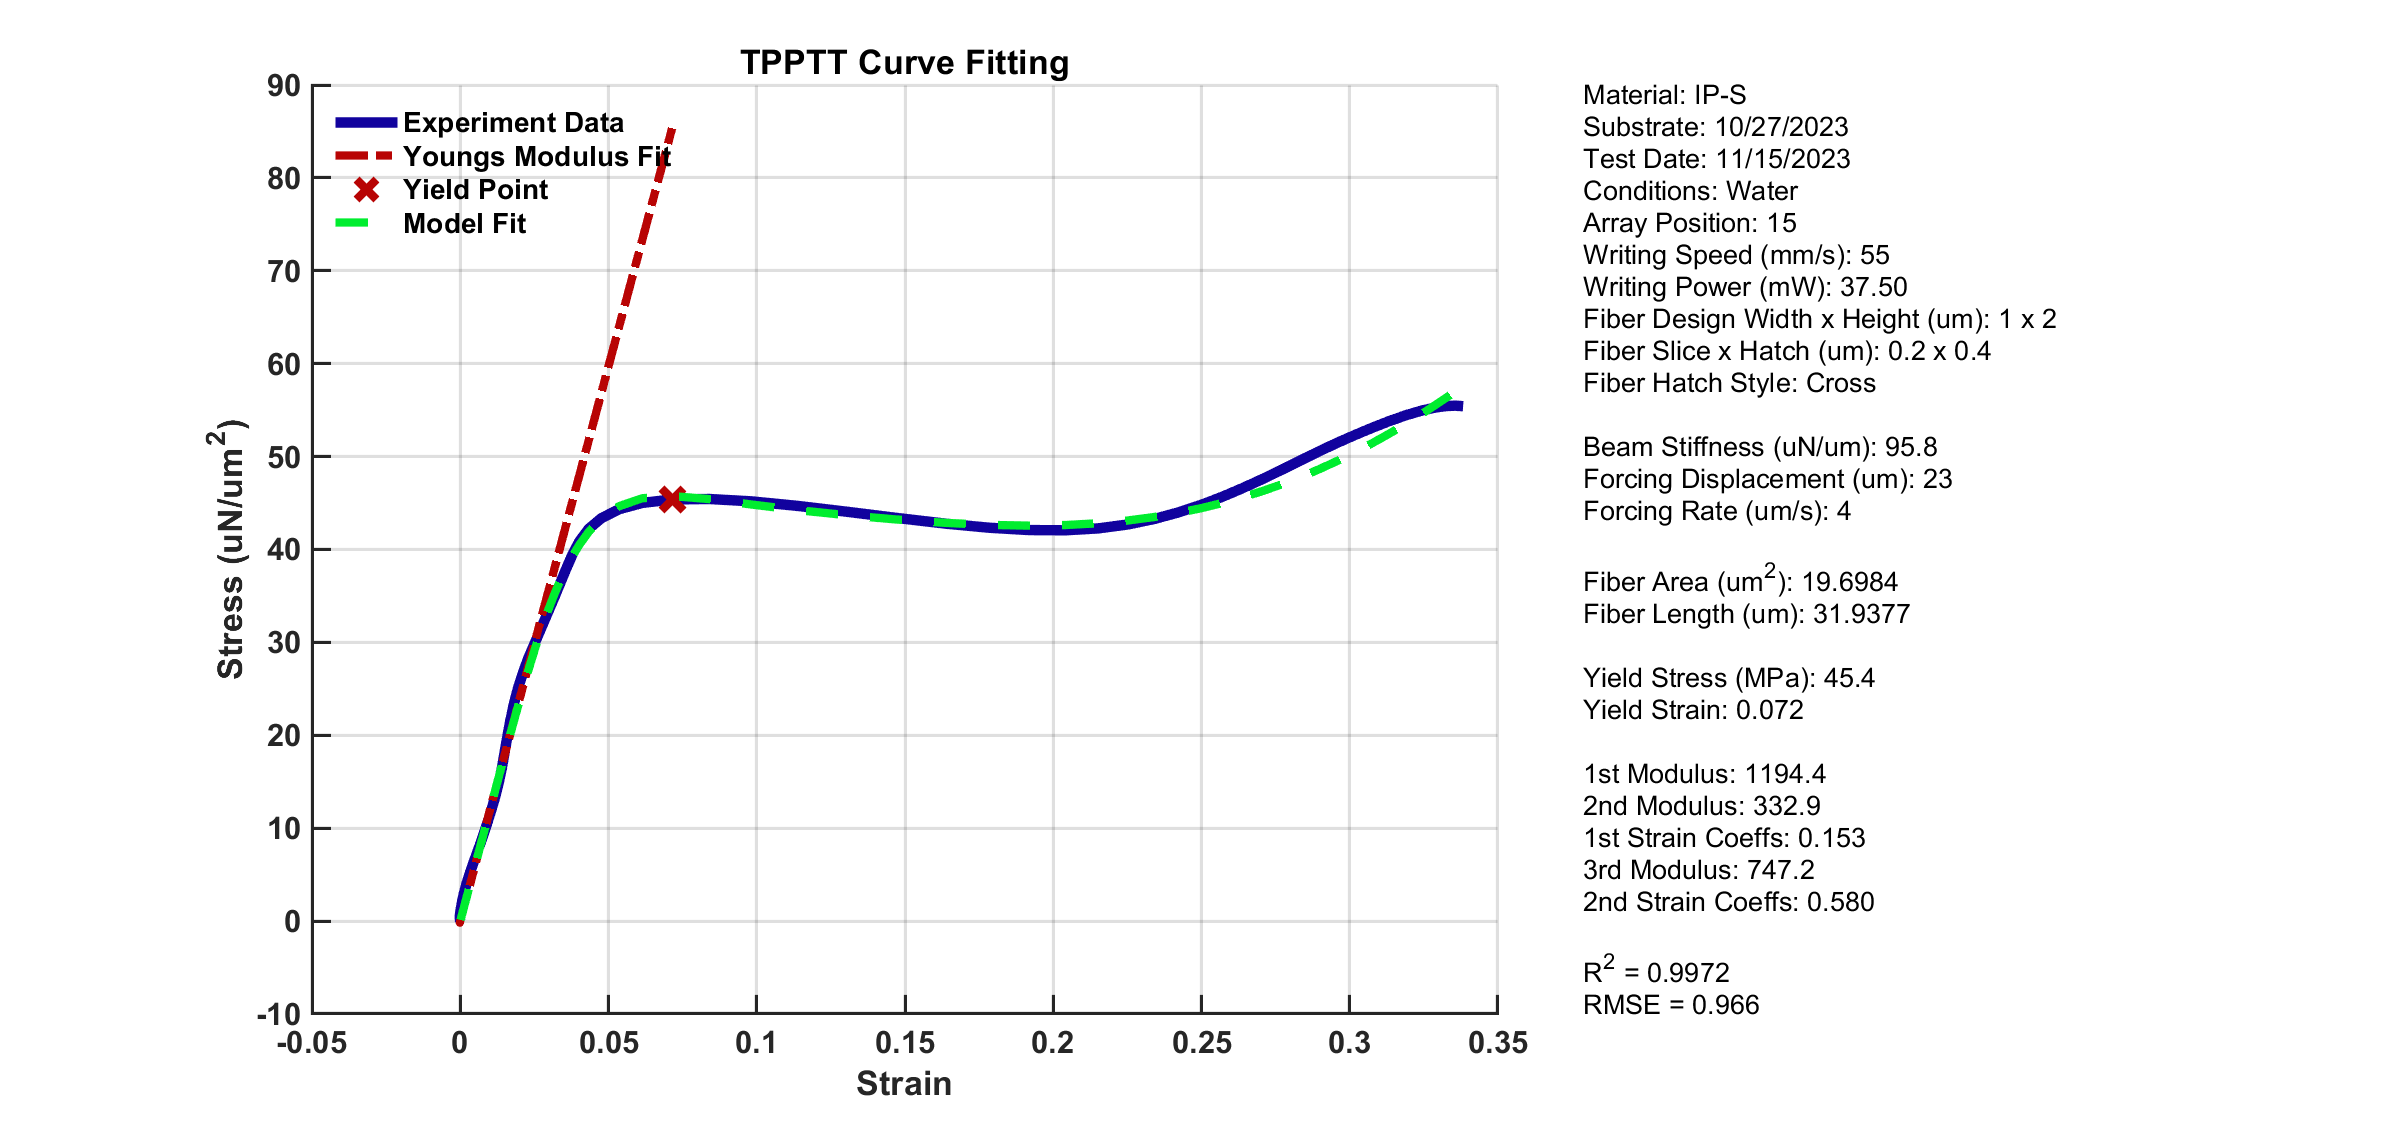 TPPTT Curve Fitting
90
80
70
60
50
40
30
20
10
0
-10
Stress (uN/um²)
Experiment Data
Youngs Modulus Fit
Yield Point
Model Fit
-0.05 0 0.05 0.1 0.15 0.2 0.25 0.3 0.35
Strain
Material: IP-S
Substrate: 10/27/2023
Test Date: 11/15/2023
Conditions: Water
Array Position: 15
Writing Speed (mm/s): 55
Writing Power (mW): 37.50
Fiber Design Width x Height (um): 1 x 2
Fiber Slice x Hatch (um): 0.2 x 0.4
Fiber Hatch Style: Cross
Beam Stiffness (uN/um): 95.8
Forcing Displacement (um): 23
Forcing Rate (um/s): 4
Fiber Area (um²): 19.6984
Fiber Length (um): 31.9377
Yield Stress (MPa): 45.4
Yield Strain: 0.072
1st Modulus: 1194.4
2nd Modulus: 332.9
1st Strain Coeffs: 0.153
3rd Modulus: 747.2
2nd Strain Coeffs: 0.580
R² = 0.9972
RMSE = 0.966